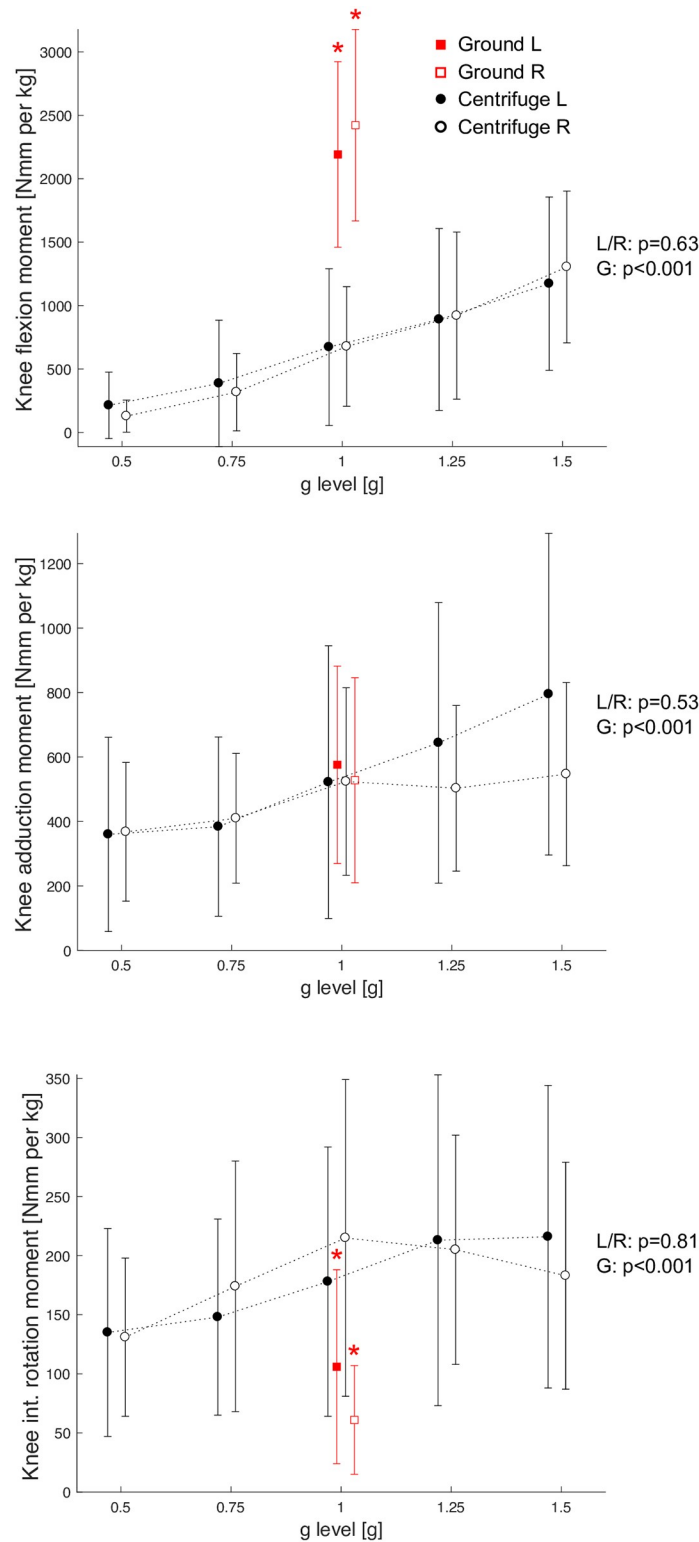 Knee flexion moment [Nmm per kg]
3000
2500
2000
1500
1000
500
0
*
*
Ground L
Ground R
Centrifuge L
Centrifuge R
L/R: p=0.63
G: p<0.001
0.5 0.75 1 1.25 1.5
g level [g]
Knee adduction moment [Nmm per kg]
1200
1000
800
600
400
200
0
L/R: p=0.53
G: p<0.001
0.5 0.75 1 1.25 1.5
g level [g]
Knee int. rotation moment [Nmm per kg]
350
300
250
200
150
100
50
0
*
*
L/R: p=0.81
G: p<0.001
0.5 0.75 1 1.25 1.5
g level [g]